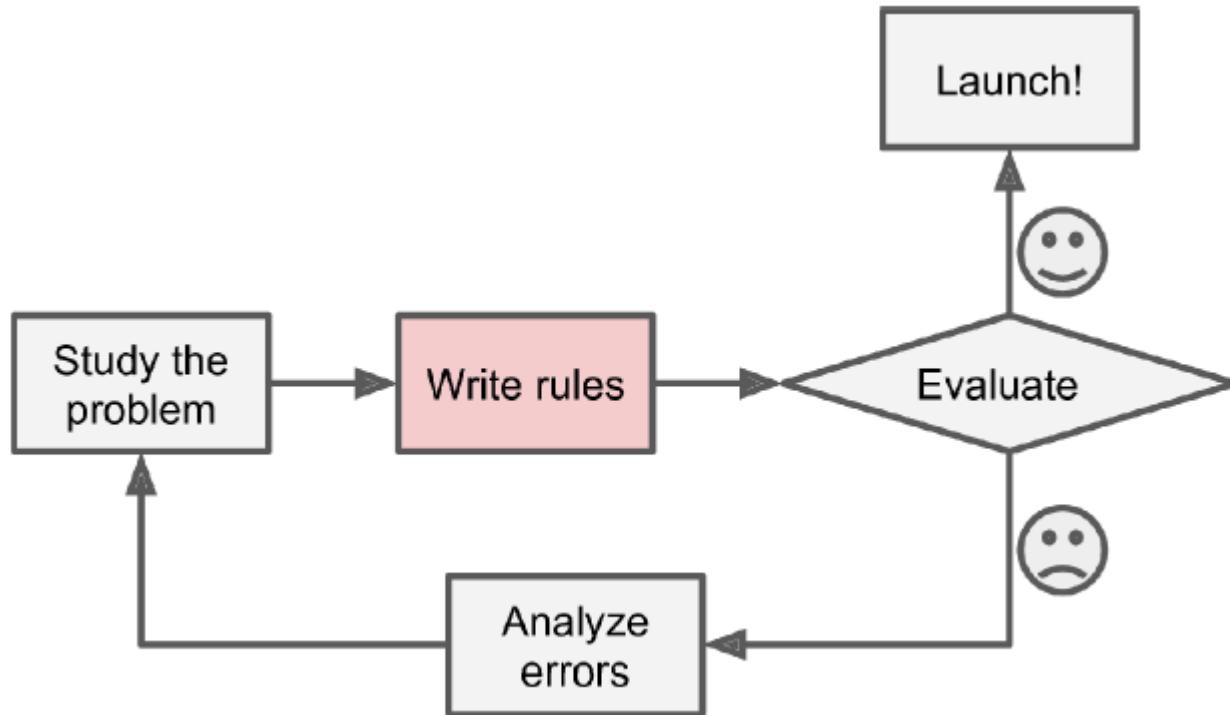 Launch!
Study the
problem
Write rules
Evaluate
Analyze
errors